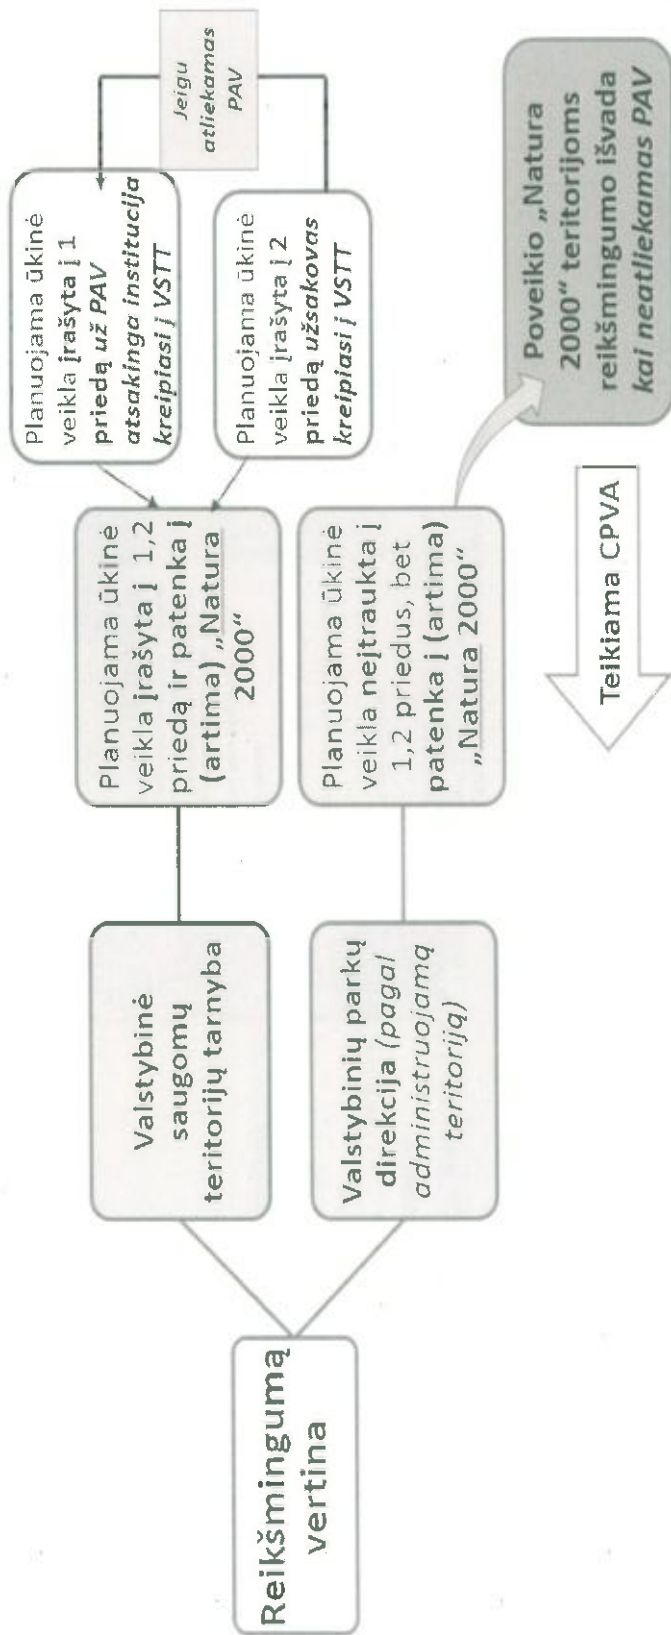 Reikšmingumą
vertina
Valstybinė
saugomų
teritorijų tarnyba
Valstybinių parkų
direkcija (pagal
administruojamą
teritoriją)
Planuojama ūkinė
veikla įrašyta į 1,2
priedą ir patenka į
(artima) „Natura
2000“
Planuojama ūkinė
veikla neįtraukta į
1,2 priedus, bet
patenka į (artima)
„Natura 2000“
Planuojama ūkinė
veikla įrašyta į 1
priedą už PAV
atsakinga institucija
kreipiasi į VSTT
Planuojama ūkinė
veikla įrašyta į 2
priedą užsakovas
kreipiasi į VSTT
Jeigu
atliekamas
PAV
Poveikio „Natura
2000“ teritorijoms
reikšmingumo išvada
kai neatliekamas PAV
Teikiama CPVA